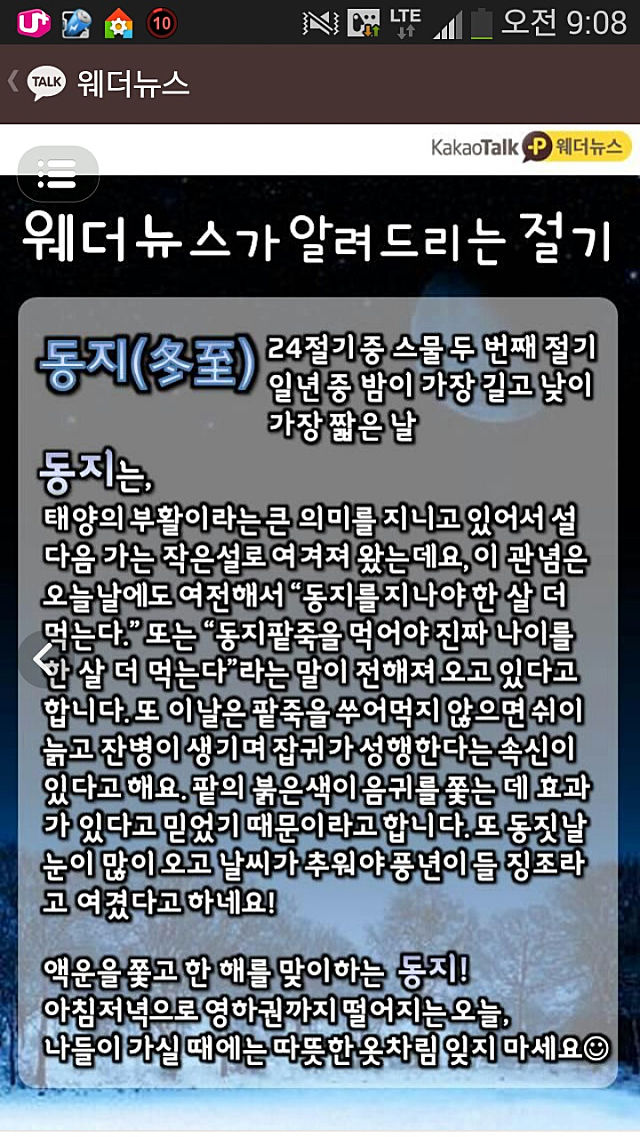 10
LTE
오전 9:08
TALK 웨더뉴스
KakaoTalk P 웨더뉴스
웨더뉴스가 알려드리는 절기
동지(冬至)
24절기 중 스물 두 번째 절기
일년 중 밤이 가장 길고 낮이
가장 짧은 날
동지는,
태양의 부활이라는 큰 의미를 지니고 있어서 설
다음 가는 작은설로 여겨져 왔는데요, 이 관념은
오늘날에도 여전해서 “동지를 지나야 한 살 더
먹는다.” 또는 “동지팥죽을 먹어야 진짜 나이를
한 살 더 먹는다”라는 말이 전해져 오고 있다고
합니다. 또 이날은 팥죽을 쑤어먹지 않으면 쉬이
늙고 잔병이 생기며 잡귀가 성행한다는 속신이
있다고 해요. 팥의 붉은색이 음귀를 쫓는 데 효과
가 있다고 믿었기 때문이라고 합니다. 또 동짓날
눈이 많이 오고 날씨가 추워야 풍년이 들 징조라
고 여겼다고 하네요!
액운을 쫓고 한 해를 맞이하는 동지!
아침저녁으로 영하권까지 떨어지는 오늘,
나들이 가실 때에는 따뜻한 옷차림 잊지 마세요☺